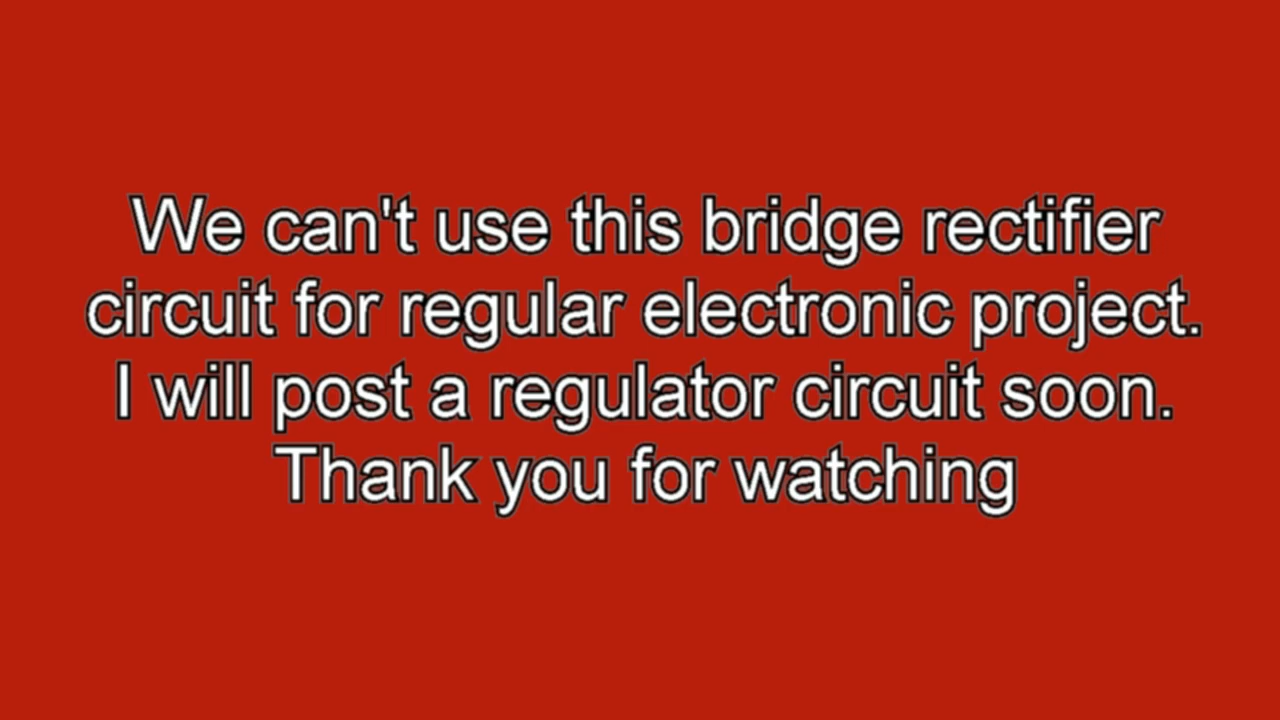 We can't use this bridge rectifier
circuit for regular electronic project.
I will post a regulator circuit soon.
Thank you for watching